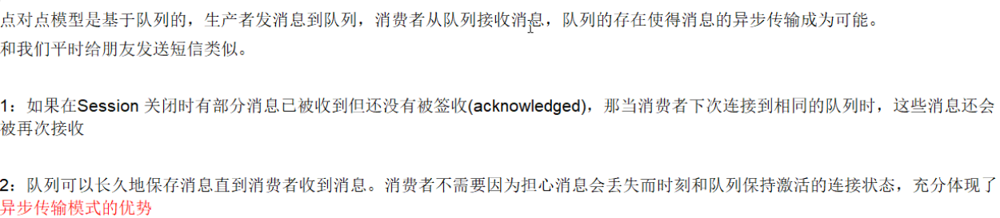 点对点模型是基于队列的，生产者发消息到队列，消费者从队列接收消息，队列的存在使得消息的异步传输成为可能。
和我们平时给朋友发送短信类似。
1：如果在Session 关闭时有部分消息已被收到但还没有被签收(acknowledged)，那当消费者下次连接到相同的队列时，这些消息还会
被再次接收
2：队列可以长久地保存消息直到消费者收到消息。消费者不需要因为担心消息会丢失而时刻和队列保持激活的连接状态，充分体现了
异步传输模式的优势